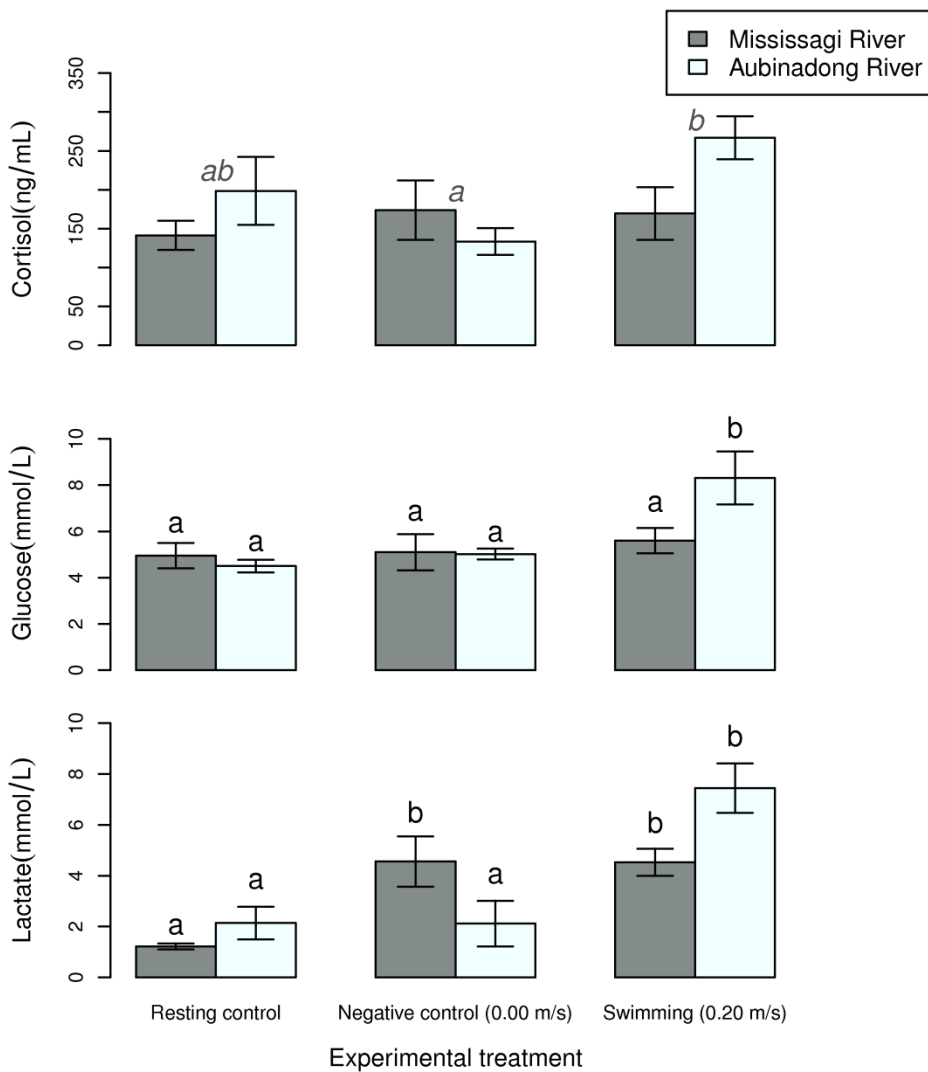 Mississagi River
Aubinadong River
Cortisol(ng/mL)
350
250
150
50
0
ab
a
b
Glucose(mmol/L)
10
8
6
4
2
0
a
a
a
a
a
b
Lactate(mmol/L)
10
8
6
4
2
0
a
a
b
a
b
b
Resting control
Negative control (0.00 m/s)
Swimming (0.20 m/s)
Experimental treatment